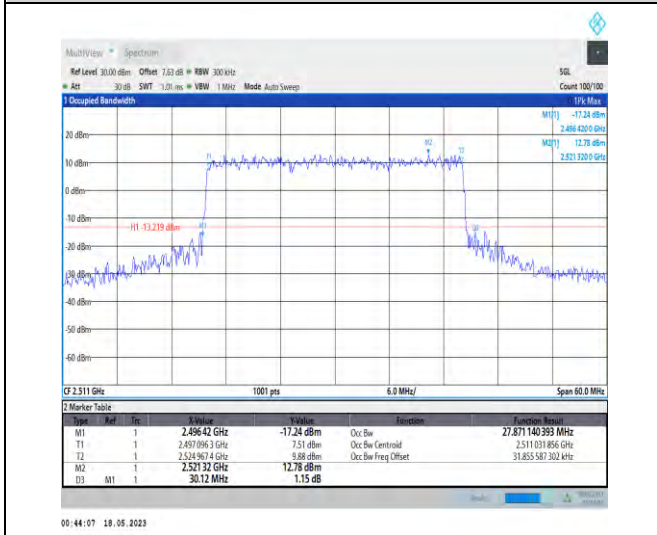 MultiView Spectrum
Ref Level 30.00 dBm Offset 7.63 dB RBW 300 kHz SGL
Att 30 dB SWT 1.01 ms VBW 1 MHz Mode Auto Sweep Count 100/100
1 Occupied Bandwidth 1Pk Max
M1[1] -17.24 dBm
2.496 420 0 GHz
M2[1] 12.78 dBm
2.521 320 0 GHz
20 dBm
M2
T1 T2
10 dBm
0 dBm
-10 dBm
H1 -13.219 dBm M1 D3
-20 dBm
-30 dBm
-40 dBm
-50 dBm
-60 dBm
CF 2.511 GHz 1001 pts 6.0 MHz/ Span 60.0 MHz
2 Marker Table
Type Ref Trc X-Value Y-Value Function Function Result
M1 1 2.496 42 GHz -17.24 dBm Occ Bw 27.871 140 393 MHz
T1 1 2.497 096 3 GHz 7.51 dBm Occ Bw Centroid 2.511 031 856 GHz
T2 1 2.524 967 4 GHz 9.88 dBm Occ Bw Freq Offset 31.855 587 302 kHz
M2 1 2.521 32 GHz 12.78 dBm
D3 M1 1 30.12 MHz 1.15 dB
00:44:07 18.05.2023